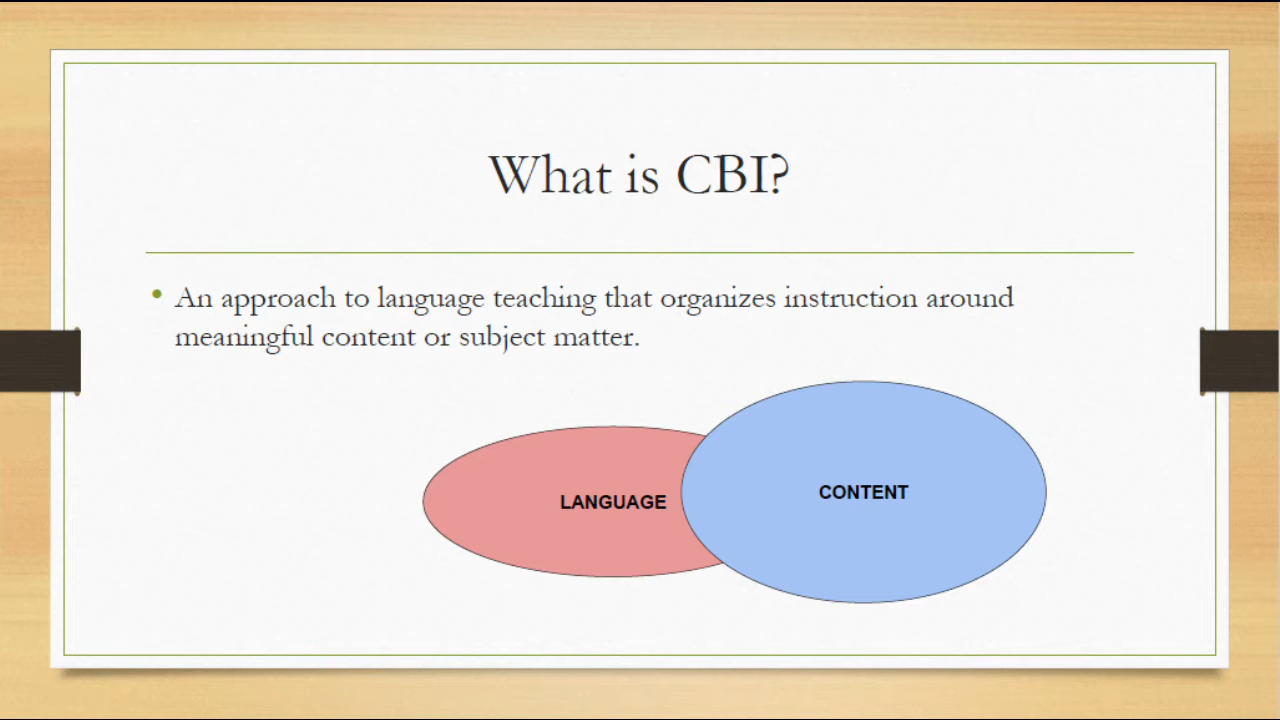 What is CBI?
• An approach to language teaching that organizes instruction around
meaningful content or subject matter.
LANGUAGE
CONTENT